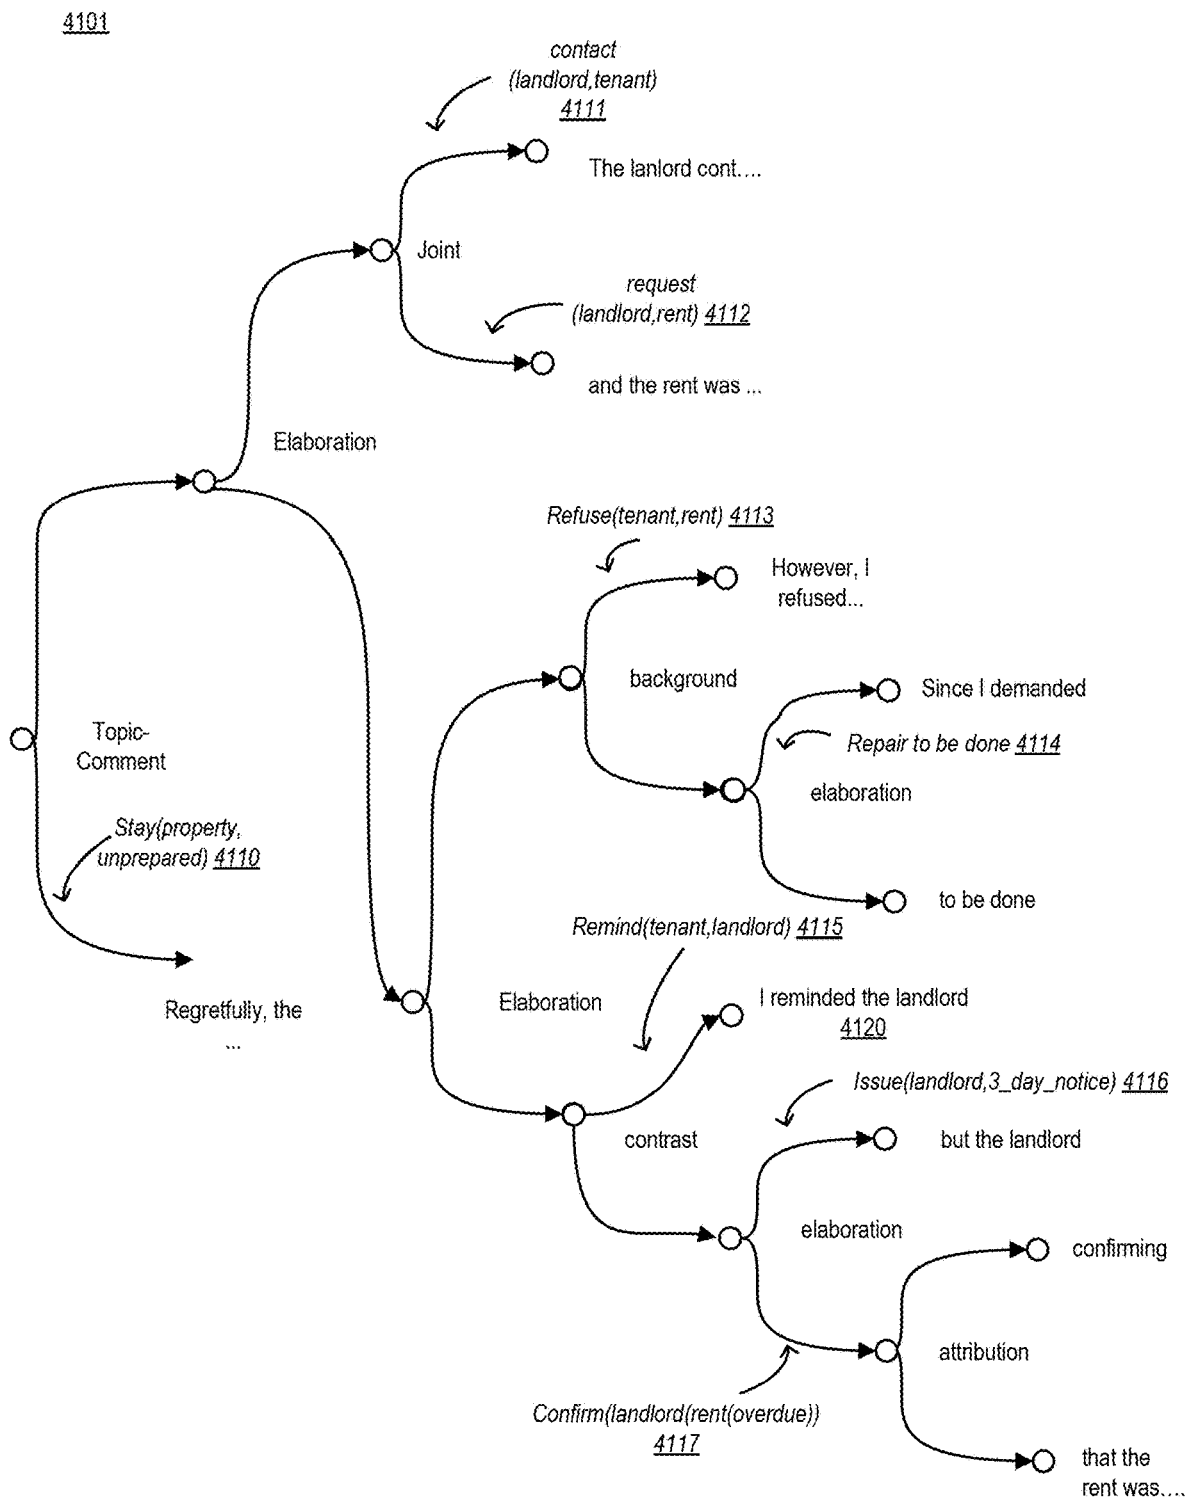 4101
contact
(landlord,tenant)
4111
The lanlord cont....
Joint
request
(landlord,rent) 4112
and the rent was ...
Elaboration
Refuse(tenant,rent) 4113
However, I
refused...
background
Since I demanded
Topic-
Comment
Repair to be done 4114
elaboration
Stay(property,
unprepared) 4110
to be done
Remind(tenant,landlord) 4115
Elaboration
I reminded the landlord
4120
Regretfully, the
...
Issue(landlord,3_day_notice) 4116
contrast
but the landlord
elaboration
confirming
attribution
Confirm(landlord(rent(overdue))
4117
that the
rent was....